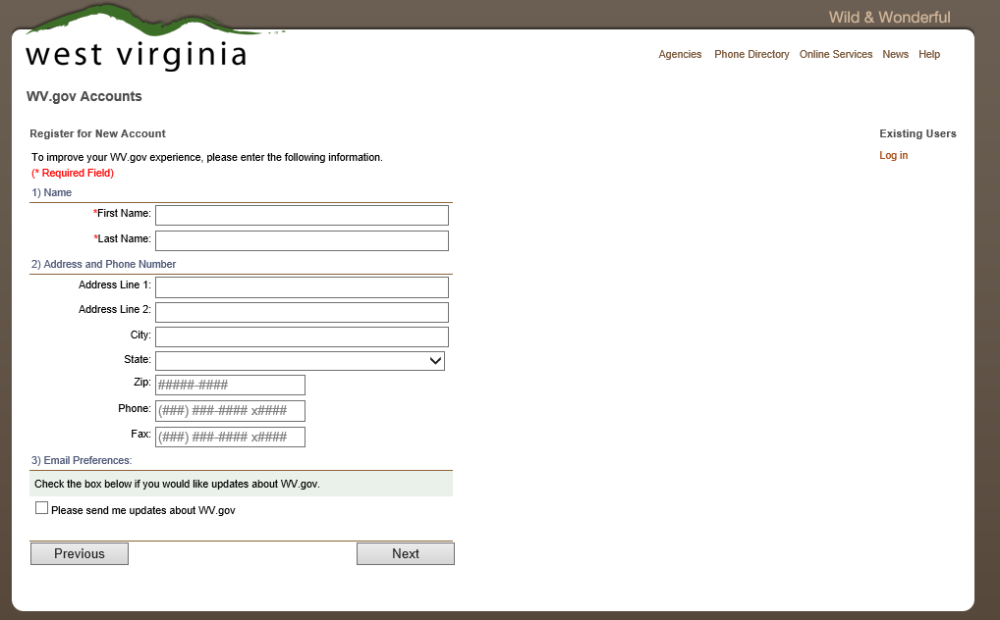 Wild & Wonderful
west virginia
Agencies Phone Directory Online Services News Help
WV.gov Accounts
Register for New Account
Existing Users
To improve your WV.gov experience, please enter the following information.
Log in
(* Required Field)
1) Name
*First Name:
*Last Name:
2) Address and Phone Number
Address Line 1:
Address Line 2:
City:
State:
Zip: #####-####
Phone: (###) ###-#### x####
Fax: (###) ###-#### x####
3) Email Preferences:
Check the box below if you would like updates about WV.gov.
Please send me updates about WV.gov
Previous Next